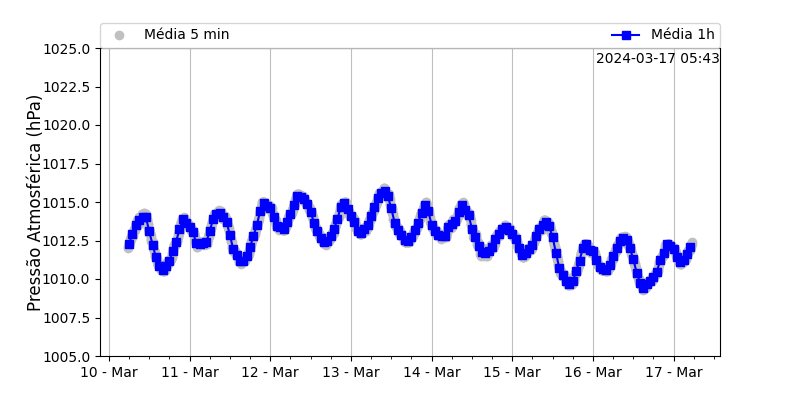 Média 5 min
Média 1h
2024-03-17 05:43
Pressão Atmosférica (hPa)
1025.0
1022.5
1020.0
1017.5
1015.0
1012.5
1010.0
1007.5
1005.0
10 - Mar
11 - Mar
12 - Mar
13 - Mar
14 - Mar
15 - Mar
16 - Mar
17 - Mar